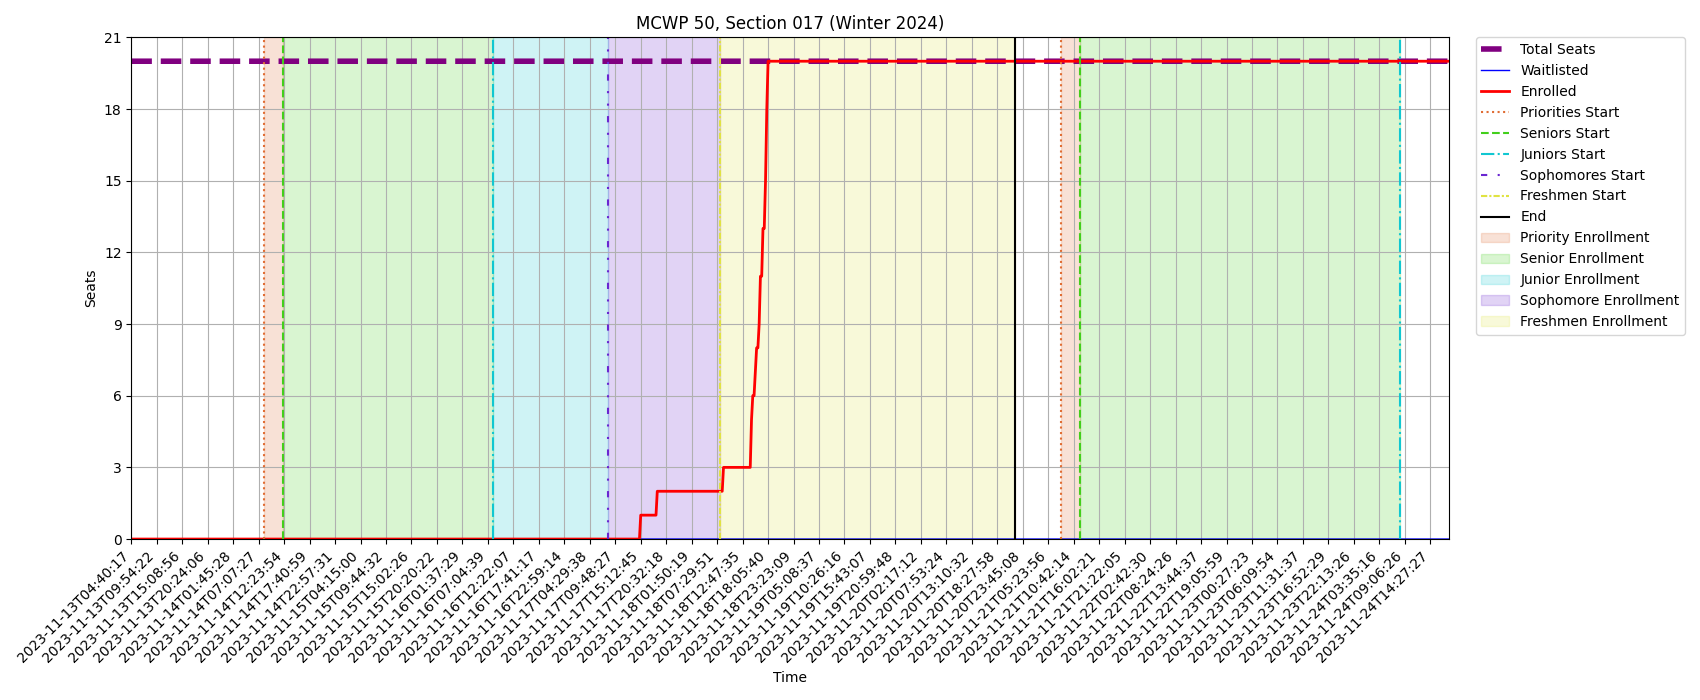 MCWP 50, Section 017 (Winter 2024)
21
18
15
12
9
6
3
0
Seats
2023-11-13T04:40:17
2023-11-13T09:54:22
2023-11-13T15:08:56
2023-11-13T20:24:06
2023-11-14T01:45:28
2023-11-14T07:07:27
2023-11-14T12:23:54
2023-11-14T17:40:59
2023-11-14T22:57:31
2023-11-15T04:15:00
2023-11-15T09:44:32
2023-11-15T15:02:26
2023-11-15T20:20:22
2023-11-16T01:37:29
2023-11-16T07:04:39
2023-11-16T12:22:07
2023-11-16T17:41:17
2023-11-16T22:59:14
2023-11-17T04:29:38
2023-11-17T09:48:27
2023-11-17T15:12:45
2023-11-17T20:32:18
2023-11-18T01:50:19
2023-11-18T07:29:51
2023-11-18T12:47:35
2023-11-18T18:05:40
2023-11-18T23:23:09
2023-11-19T05:08:37
2023-11-19T10:26:16
2023-11-19T15:43:07
2023-11-19T20:59:48
2023-11-20T02:17:12
2023-11-20T07:53:24
2023-11-20T13:10:32
2023-11-20T18:27:58
2023-11-20T23:45:08
2023-11-21T05:23:56
2023-11-21T10:42:14
2023-11-21T16:02:21
2023-11-21T21:22:05
2023-11-22T02:42:30
2023-11-22T08:24:26
2023-11-22T13:44:37
2023-11-22T19:05:59
2023-11-23T00:27:23
2023-11-23T06:09:54
2023-11-23T11:31:37
2023-11-23T16:52:29
2023-11-23T22:13:26
2023-11-24T03:35:16
2023-11-24T09:06:26
2023-11-24T14:27:27
Time
Total Seats
Waitlisted
Enrolled
Priorities Start
Seniors Start
Juniors Start
Sophomores Start
Freshmen Start
End
Priority Enrollment
Senior Enrollment
Junior Enrollment
Sophomore Enrollment
Freshmen Enrollment